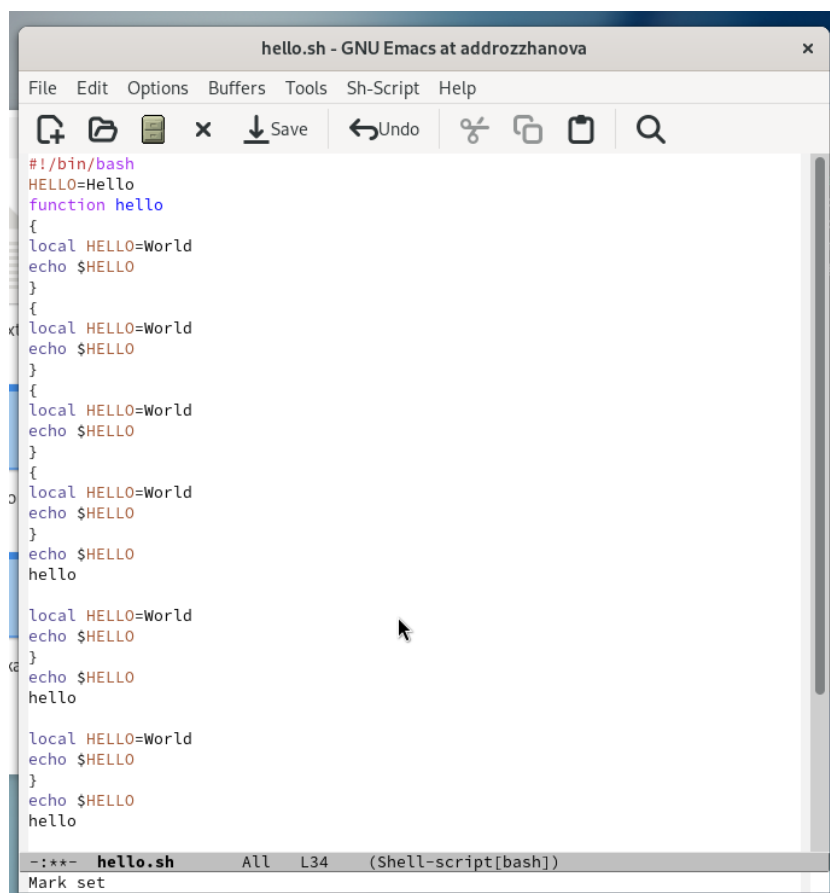 hello.sh - GNU Emacs at addrozzhanova
File Edit Options Buffers Tools Sh-Script Help
Save Undo
#!/bin/bash
HELLO=Hello
function hello
{
local HELLO=World
echo $HELLO
}
{
local HELLO=World
echo $HELLO
}
{
local HELLO=World
echo $HELLO
}
{
local HELLO=World
echo $HELLO
}
echo $HELLO
hello
local HELLO=World
echo $HELLO
}
echo $HELLO
hello
local HELLO=World
echo $HELLO
}
echo $HELLO
hello
-:**- hello.sh All L34 (Shell-script[bash])
Mark set